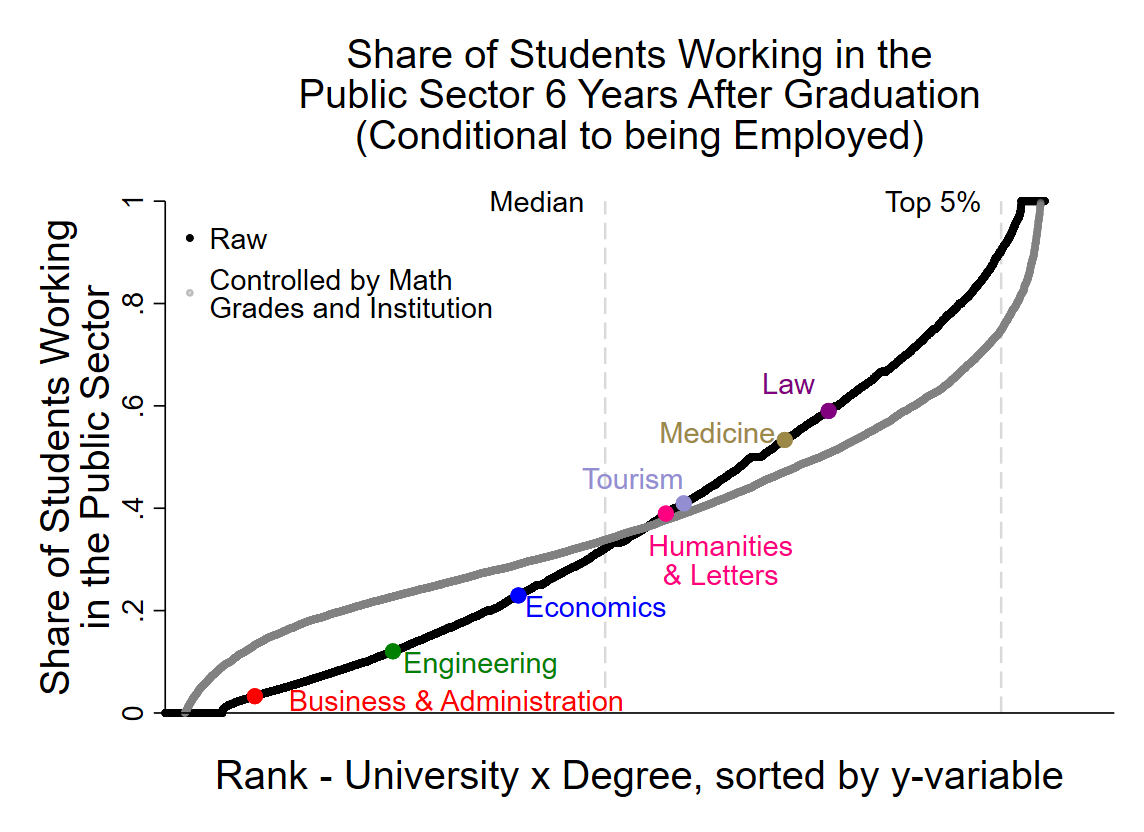 Share of Students Working in the
Public Sector 6 Years After Graduation
(Conditional to being Employed)
Share of Students Working
in the Public Sector
1
.8
.6
.4
.2
0
Median
Top 5%
Raw
Controlled by Math
Grades and Institution
Law
Medicine
Tourism
Humanities
& Letters
Economics
Engineering
Business & Administration
Rank - University x Degree, sorted by y-variable